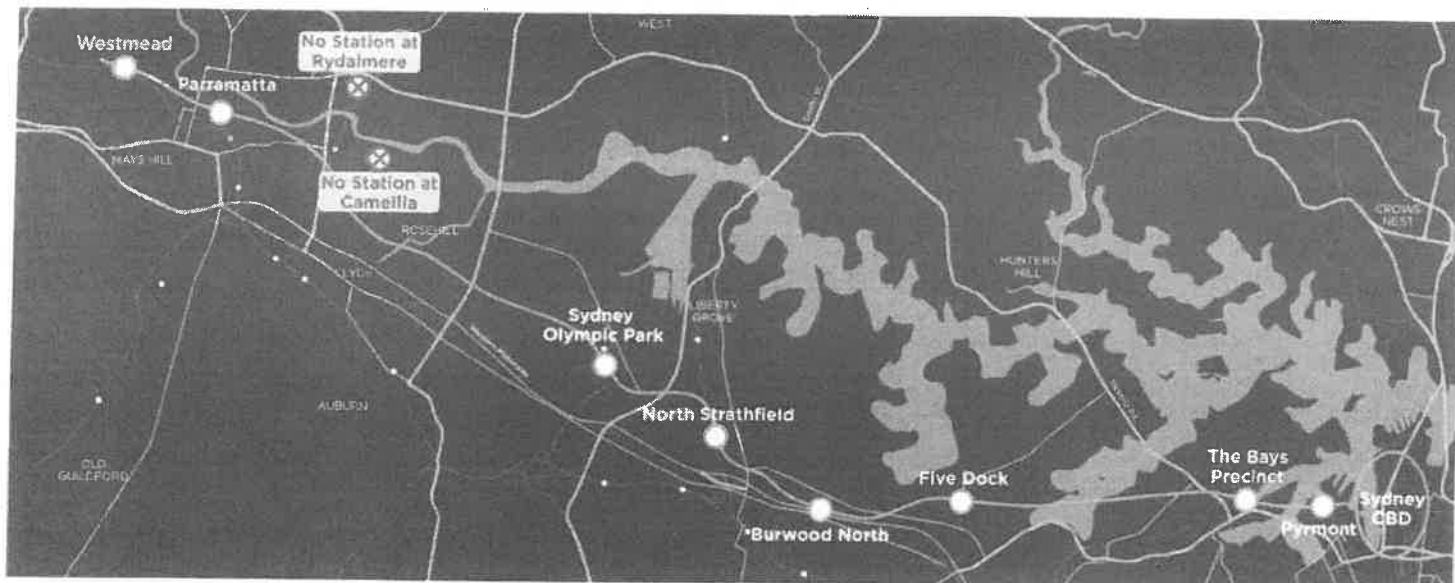 WEST
Westmead
No Station at
Rydalmere
Parramatta
MAYS HILL
No Station at
Camellia
ROSEHILL
CLYDE
CROWS
NEST
HUNTERS
HILL
LIBERTY
GROVE
Sydney
Olympic Park
AUBURN
North Strathfield
OLD
GUILDFORD
Five Dock
The Bays
Precinct
Burwood North
Pyrmont
Sydney
CBD